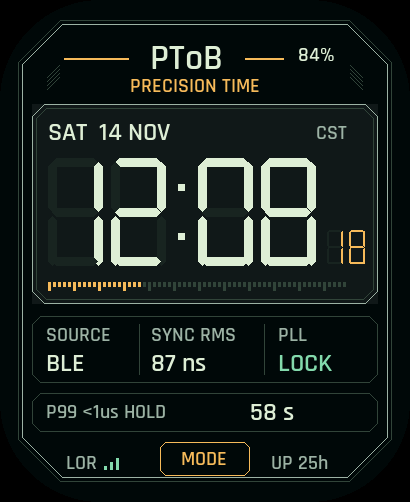 PToB
84%
PRECISION TIME
SAT 14 NOV
CST
12:08
18
SOURCE SYNC RMS PLL
BLE 87 ns LOCK
P99 <1us HOLD 58 s
LOR MODE UP 25h